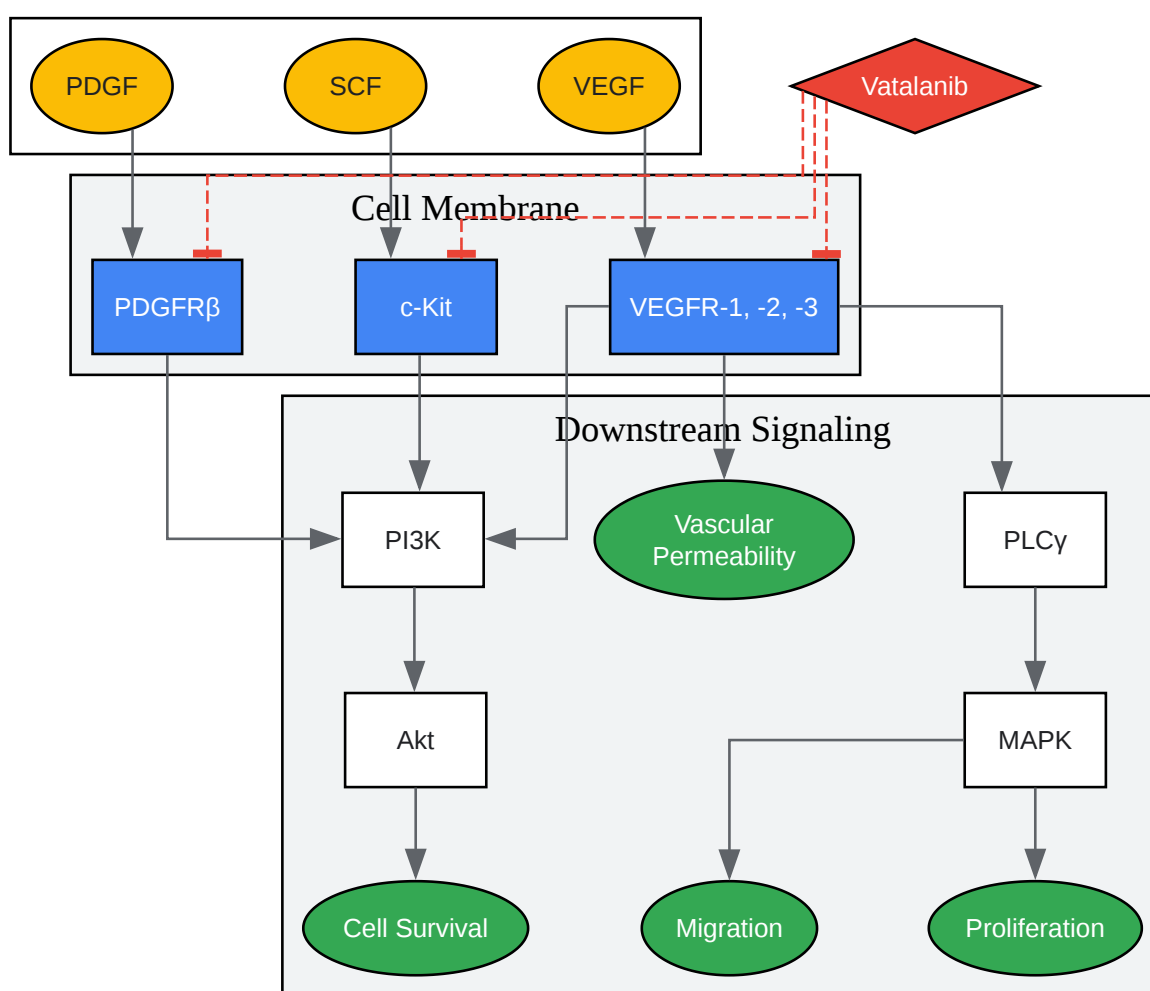 PDGF
SCF
VEGF
Vatalanib
Cell Membrane
PDGFRβ
c-Kit
VEGFR-1, -2, -3
Downstream Signaling
PI3K
Vascular
Permeability
PLCγ
Akt
MAPK
Cell Survival
Migration
Proliferation